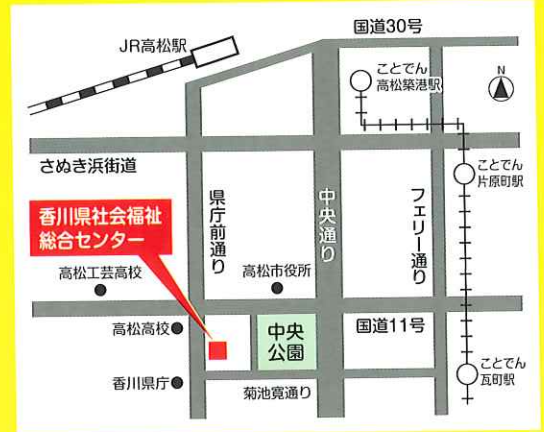 国道30号
JR高松駅
ことでん
高松築港駅
N
さぬき浜街道
ことでん
片原町駅
県庁前通り
中央通り
フェリー通り
香川県社会福祉
総合センター
高松工芸高校
高松市役所
高松高校
中央
公園
国道11号
香川県庁
菊池寛通り
ことでん
瓦町駅